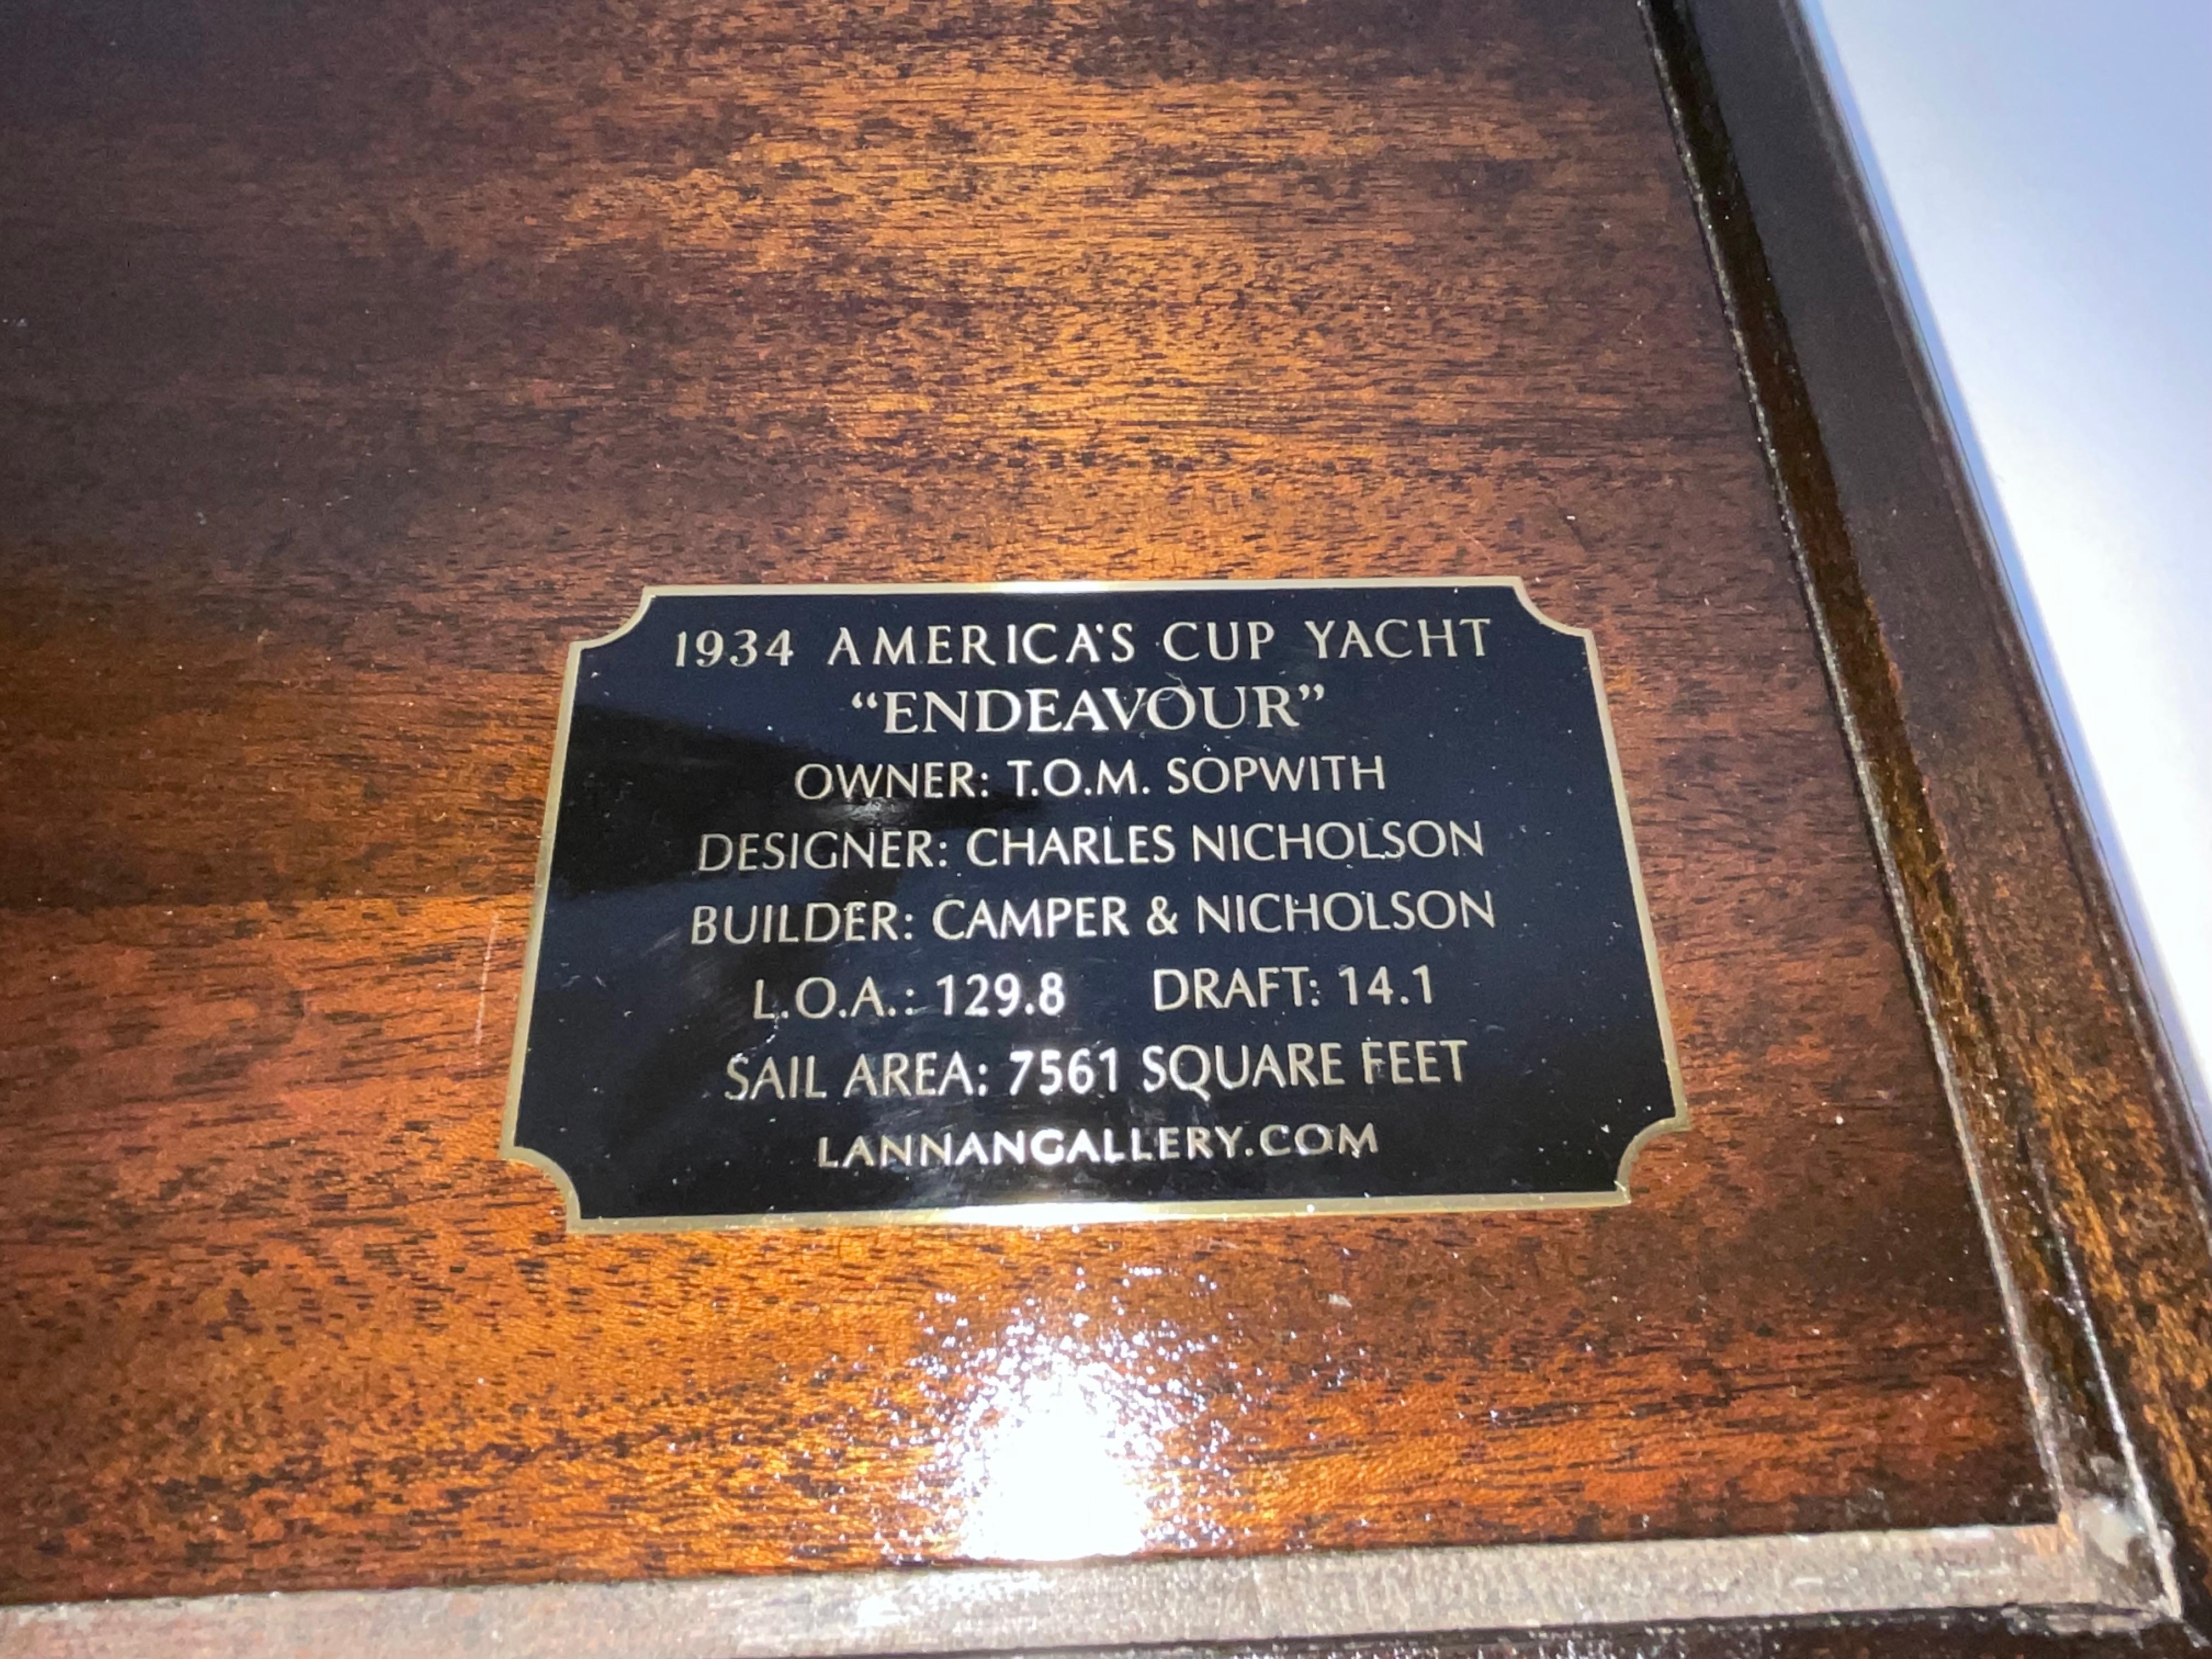 1934 AMERICA'S CUP YACHT
“ENDEAVOUR”
OWNER: T.O.M. SOPWITH
DESIGNER: CHARLES NICHOLSON
BUILDER: CAMPER & NICHOLSON
L.O.A.: 129.8 DRAFT: 14.1
SAIL AREA: 7561 SQUARE FEET
LANNANGALLERY.COM